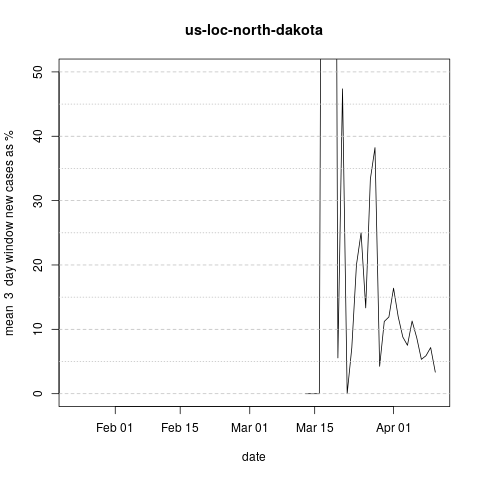 us-loc-north-dakota
mean 3 day window new cases as %
50
40
30
20
10
0
Feb 01 Feb 15 Mar 01 Mar 15 Apr 01
date